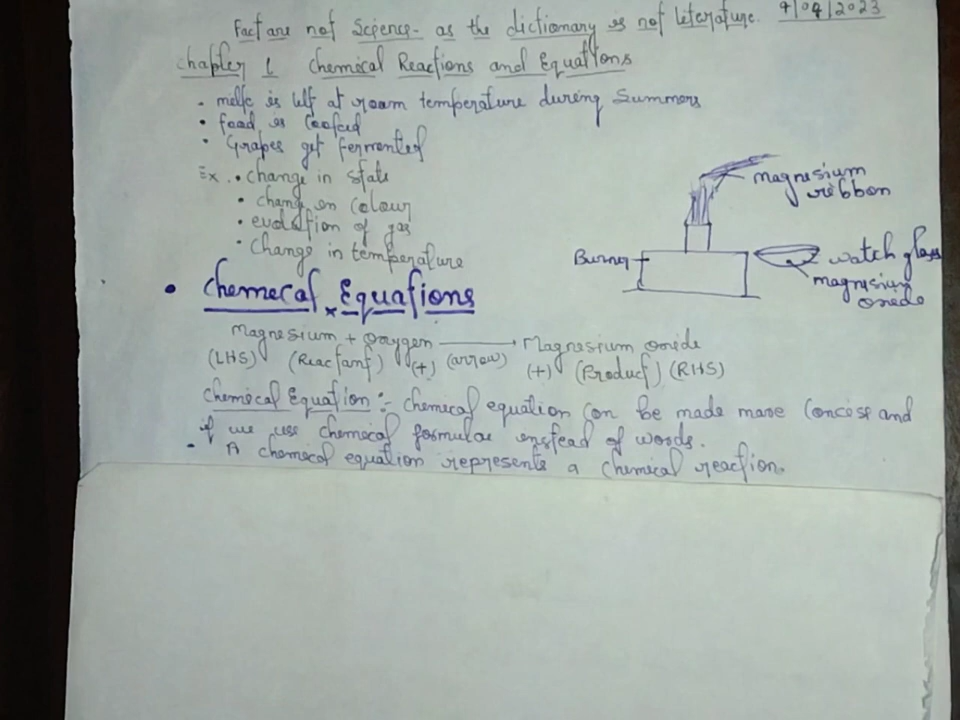 Fact are not Science - as the dictionary is not literature. 9/04/2023
Chapter 1 Chemical Reactions and Equations
• milk is left at room temperature during Summers
• food is Cooked
• Grapes get fermented
Ex. • change in state
• change in colour
• evolution of gas
• Change in temperature
magnesium
ribbon
Burner
watch glass
magnesium
oxide
• Chemical Equations
Magnesium + Oxygen → Magnesium oxide
(LHS) (Reactant) (+) (arrow) (+) (Product) (RHS)
Chemical Equation :- Chemical equation Can be made more Concise and
if we use chemical formulae instead of words.
• A chemical equation represents a chemical reaction.